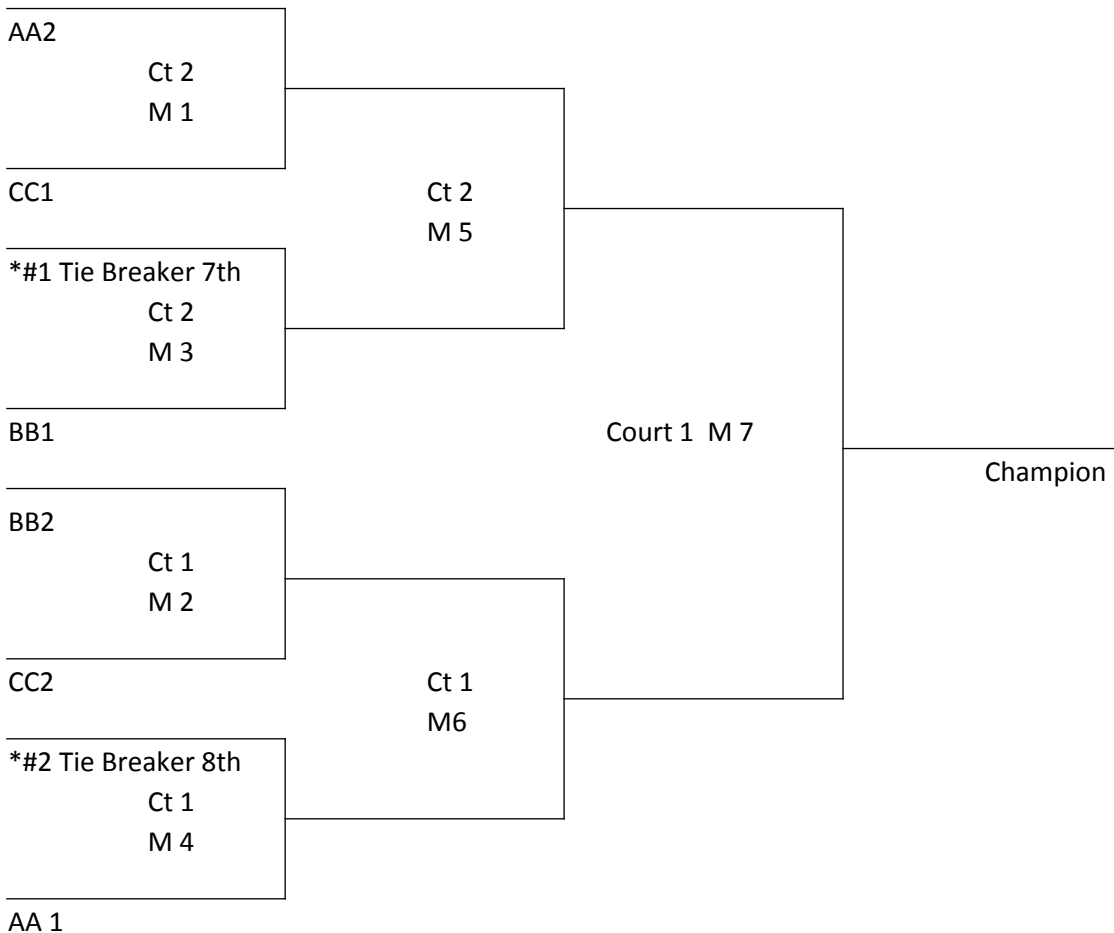 AA2
Ct 2
M 1
CC1
Ct 2
M 5
*#1 Tie Breaker 7th
Ct 2
M 3
BB1
Court 1  M 7
Champion
BB2
Ct 1
M 2
CC2
Ct 1
M6
*#2 Tie Breaker 8th
Ct 1
M 4
AA 1